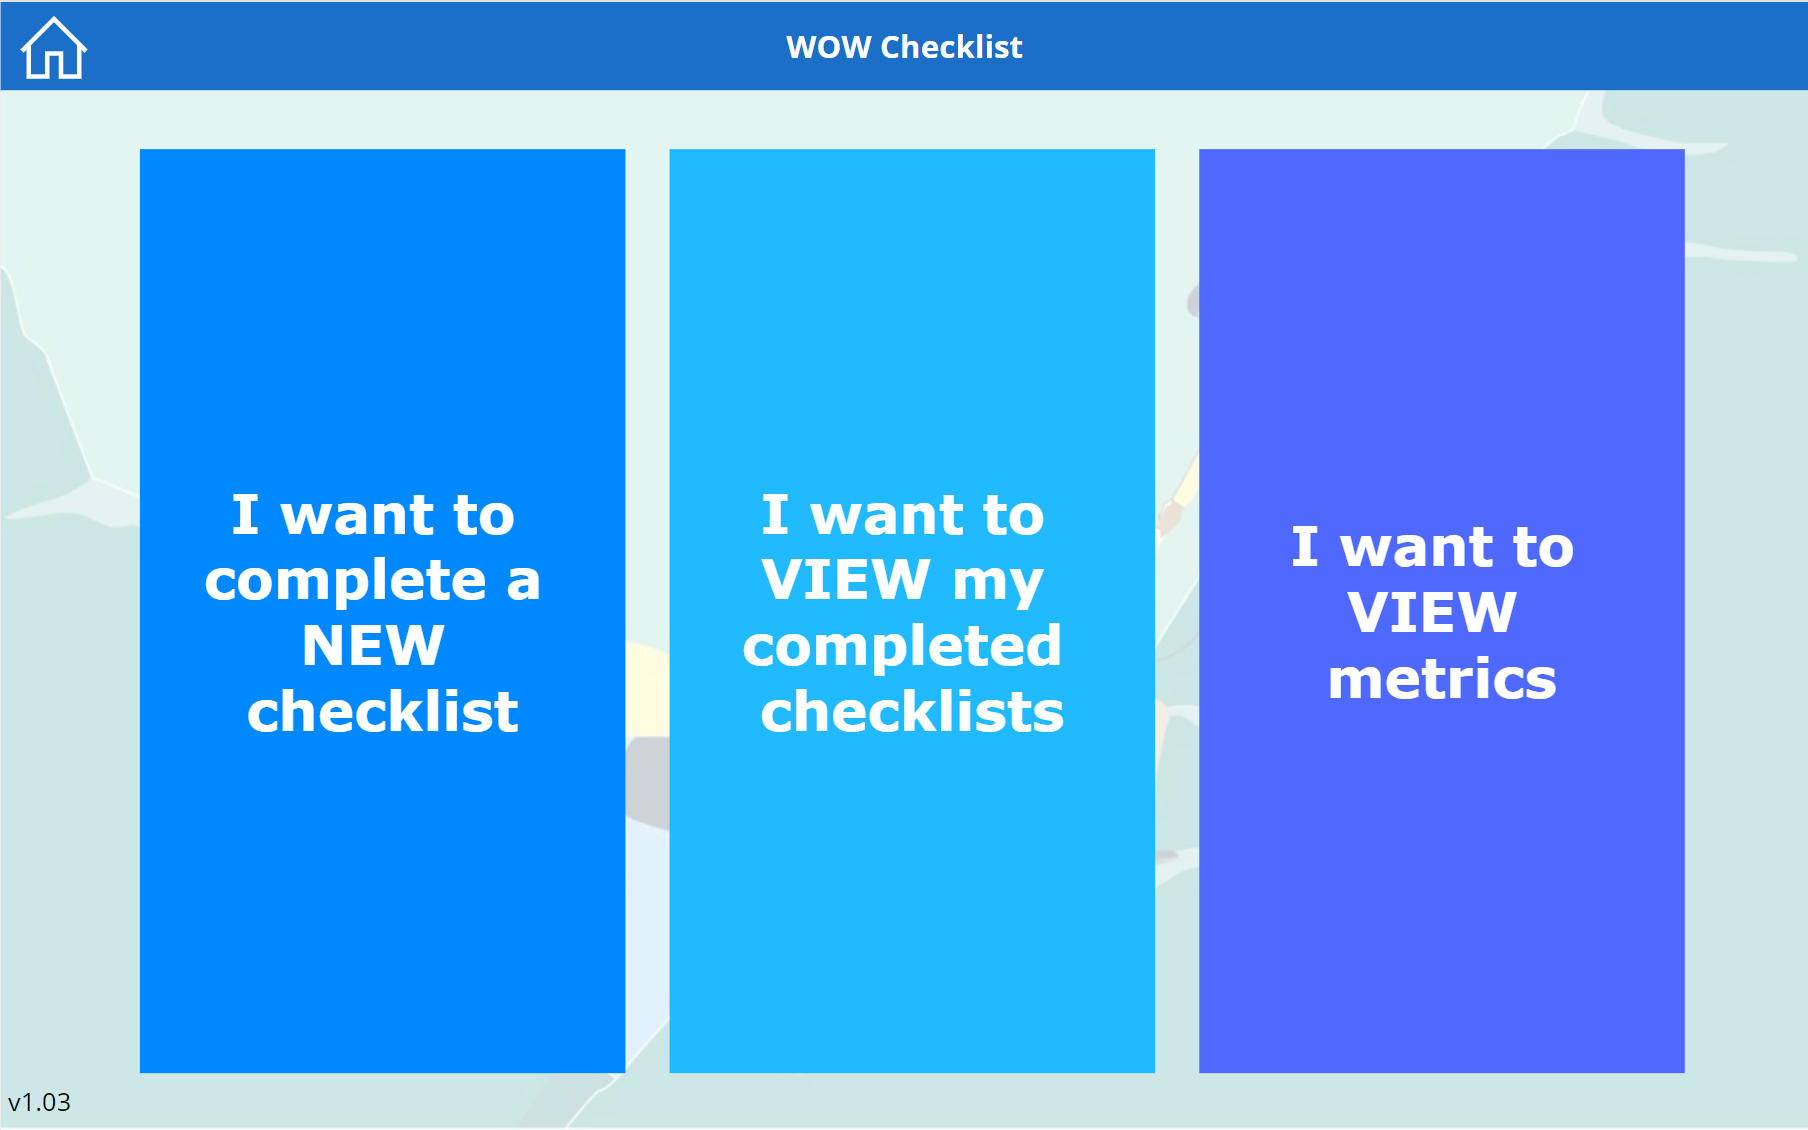 WOW Checklist
I want to
complete a
NEW
checklist
I want to
VIEW my
completed
checklists
I want to
VIEW
metrics
v1.03